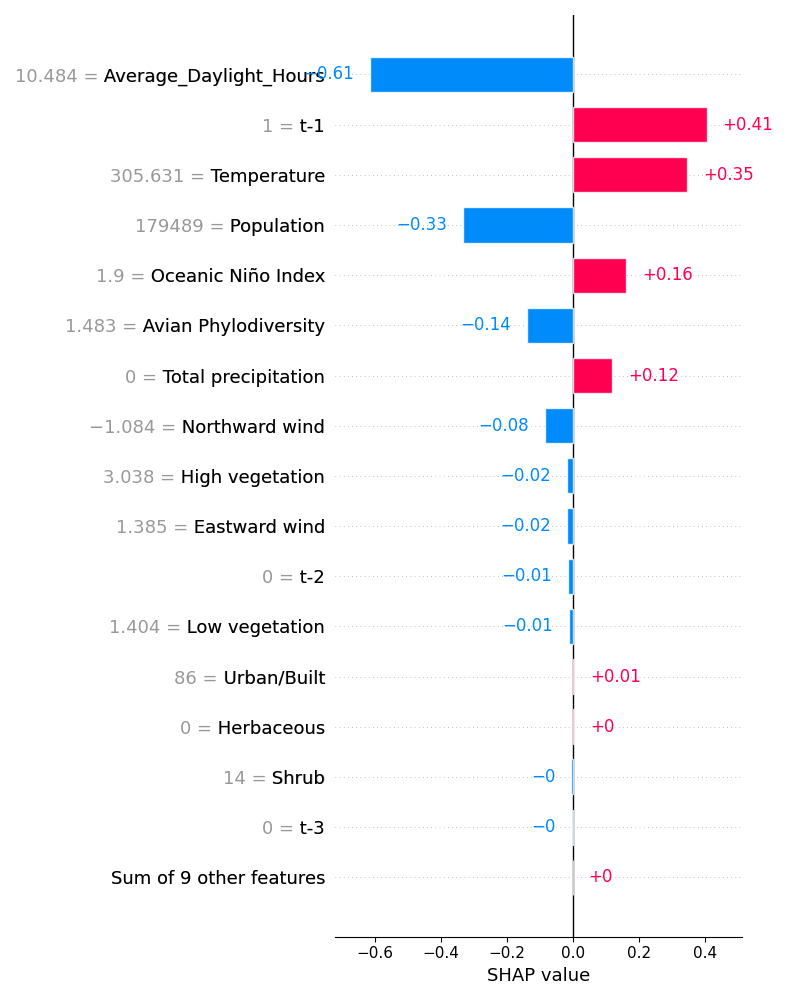 10.484 = Average_Daylight_Hours −0.61
1 = t-1 +0.41
305.631 = Temperature +0.35
179489 = Population −0.33
1.9 = Oceanic Niño Index +0.16
1.483 = Avian Phylodiversity −0.14
0 = Total precipitation +0.12
−1.084 = Northward wind −0.08
3.038 = High vegetation −0.02
1.385 = Eastward wind −0.02
0 = t-2 −0.01
1.404 = Low vegetation −0.01
86 = Urban/Built +0.01
0 = Herbaceous +0
14 = Shrub −0
0 = t-3 −0
Sum of 9 other features +0
−0.6 −0.4 −0.2 0.0 0.2 0.4
SHAP value